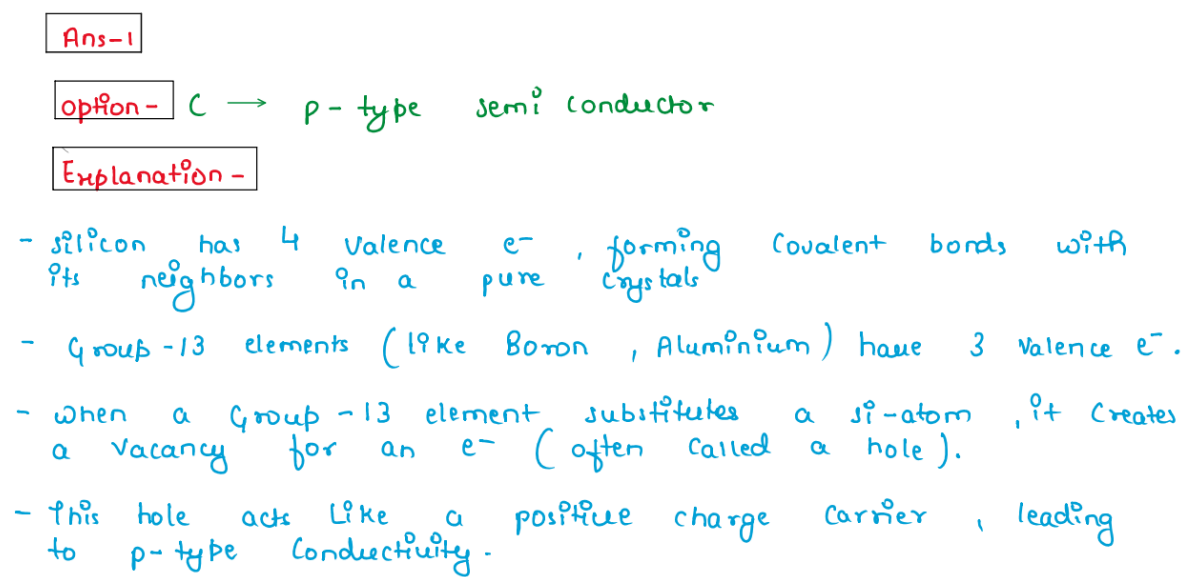 Ans-1
option- C → p-type semi conductor
Explanation -
- silicon has 4 valence e⁻, forming covalent bonds with
its neighbors in a pure crystals
- Group-13 elements (like Boron, Aluminium) have 3 valence e⁻.
- when a Group-13 element substitutes a si-atom, it creates
a vacancy for an e⁻ (often called a hole).
- This hole acts like a positive charge carrier, leading
to p-type conductivity.